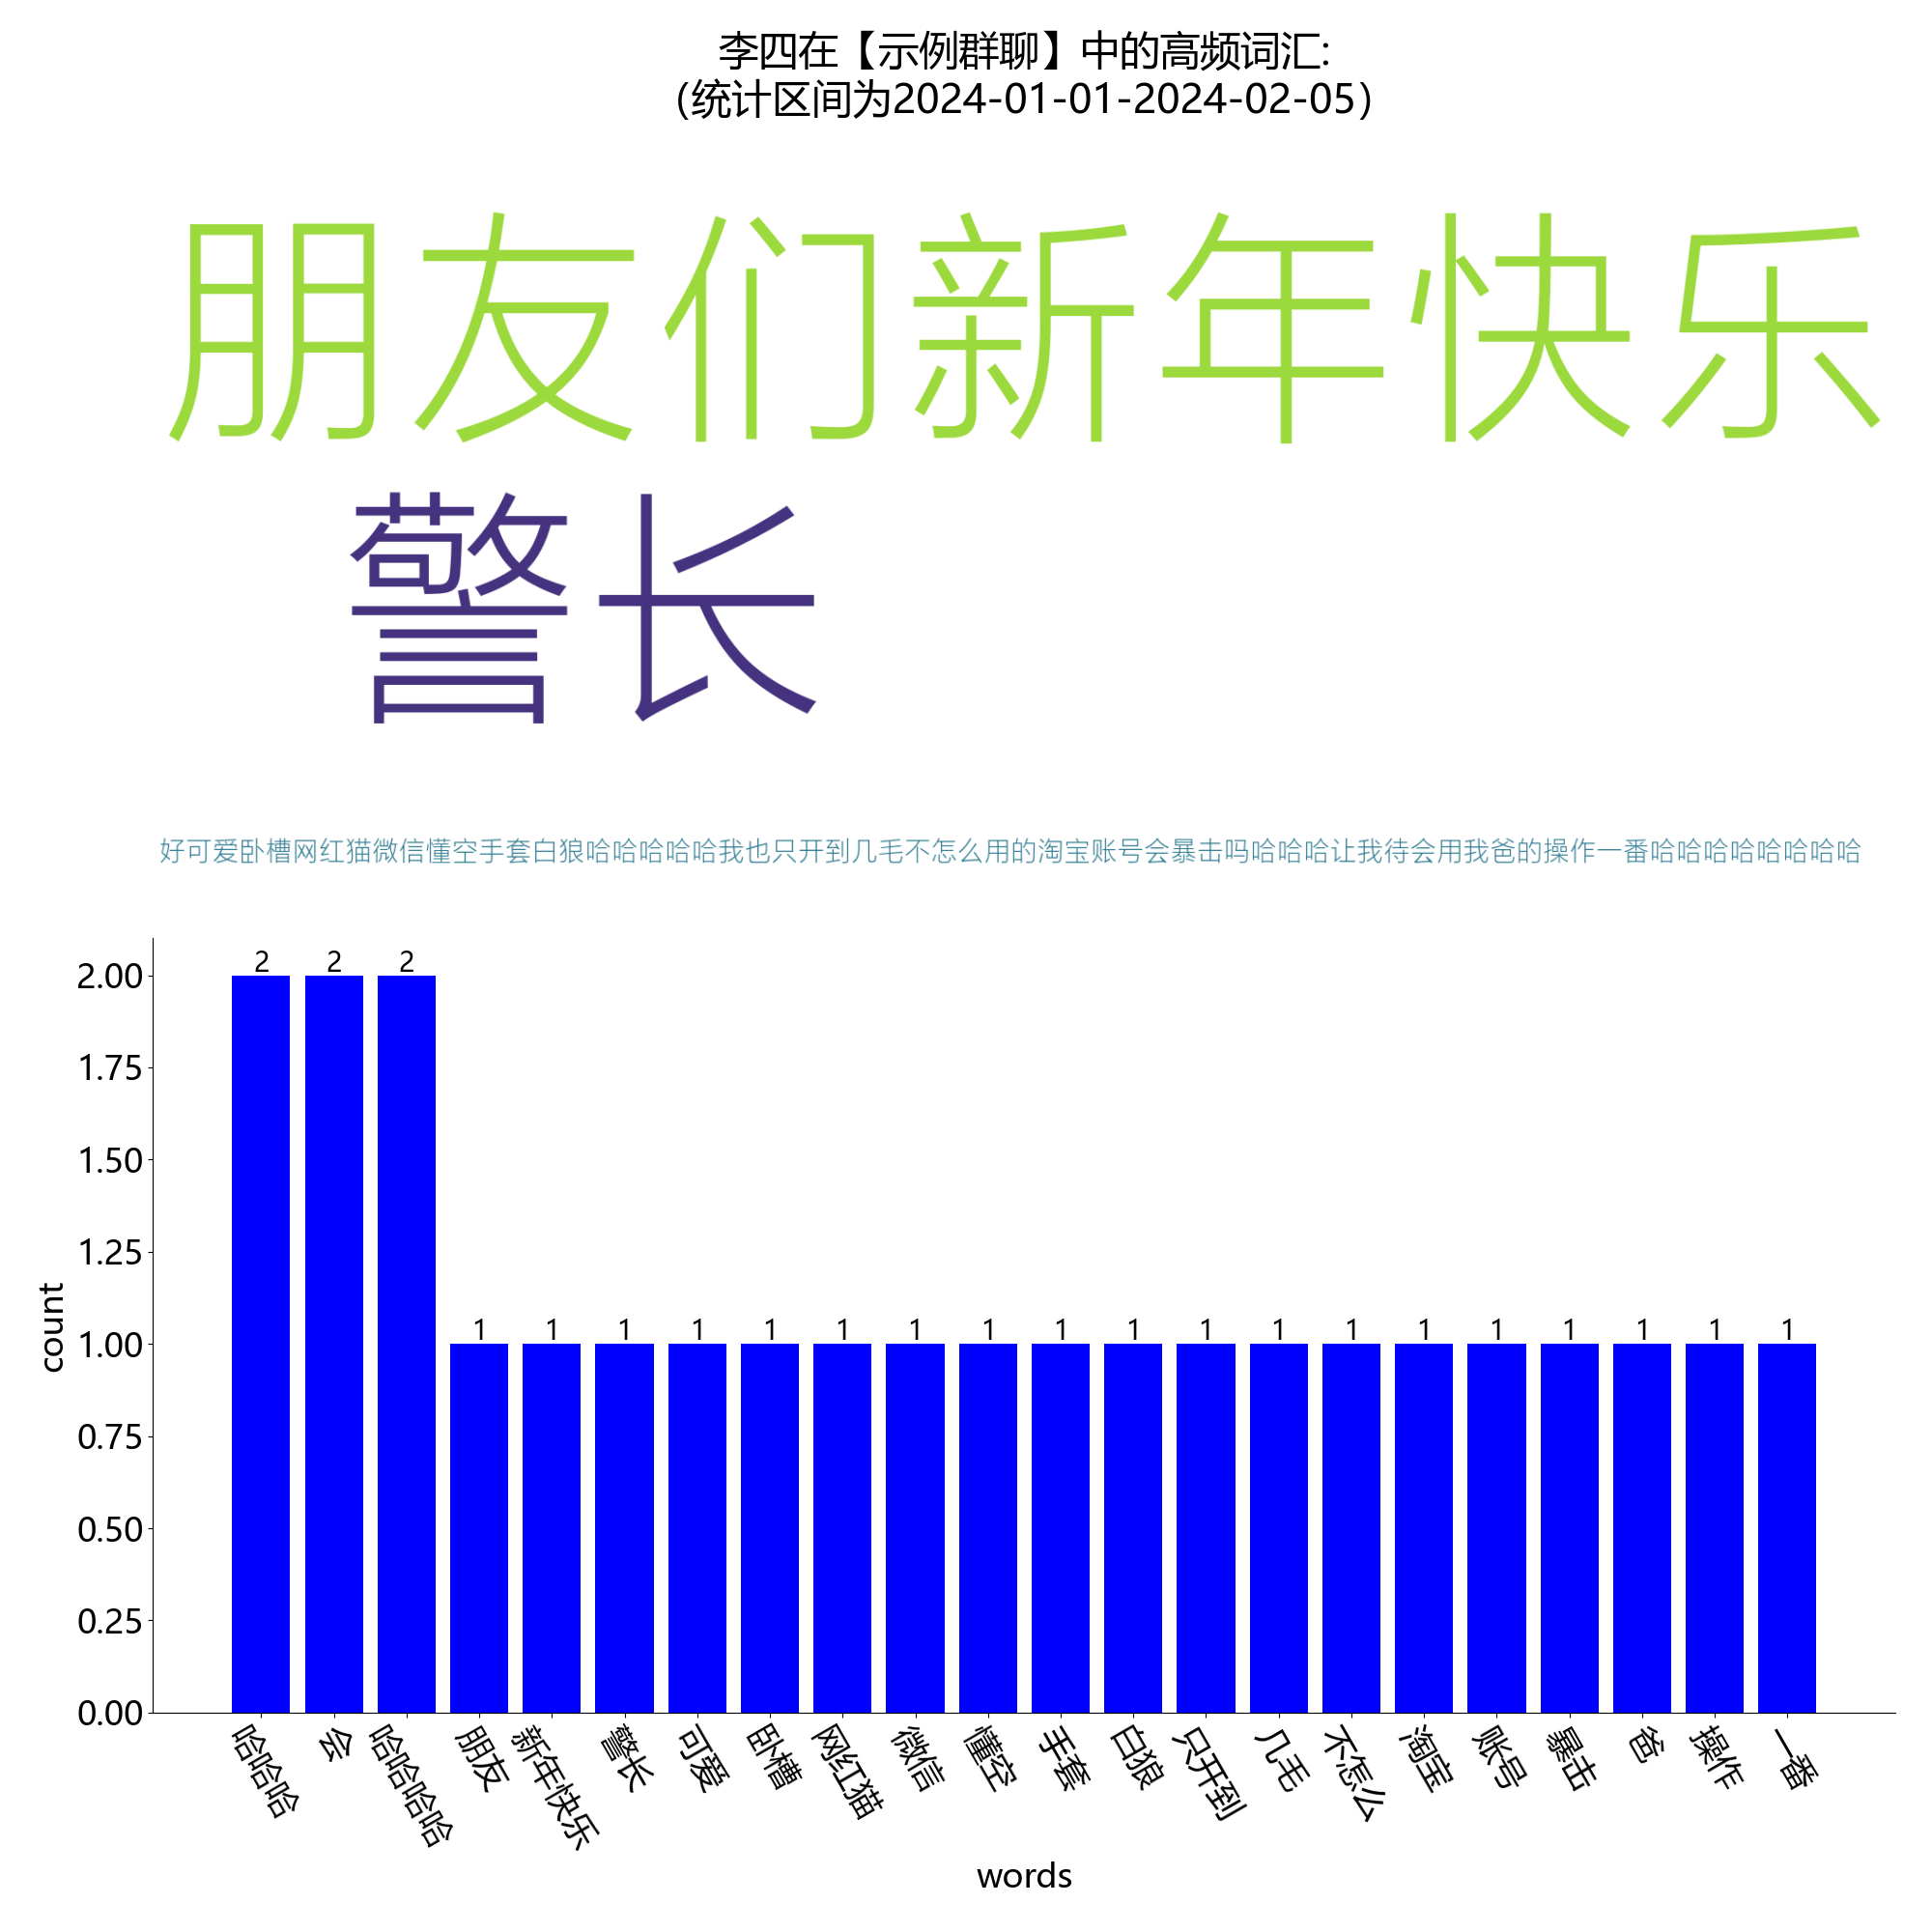 李四在【示例群聊】中的高频词汇:
（统计区间为2024-01-01-2024-02-05）
朋友们新年快乐
警长
好可爱卧槽网红猫微信懂空手套白狼哈哈哈哈哈我也只开到几毛不怎么用的淘宝账号会暴击吗哈哈哈让我待会用我爸的操作一番哈哈哈哈哈哈哈哈
2 2 2 1 1 1 1 1 1 1 1 1 1 1 1 1 1 1 1 1 1 1
2.00
1.75
1.50
1.25
1.00
0.75
0.50
0.25
0.00
count
哈哈哈 会 哈哈哈哈 朋友 新年快乐 警长 可爱 卧槽 网红猫 微信 懂空 手套 白狼 只开到 几毛 不怎么 淘宝 账号 暴击 爸 操作 一番
words